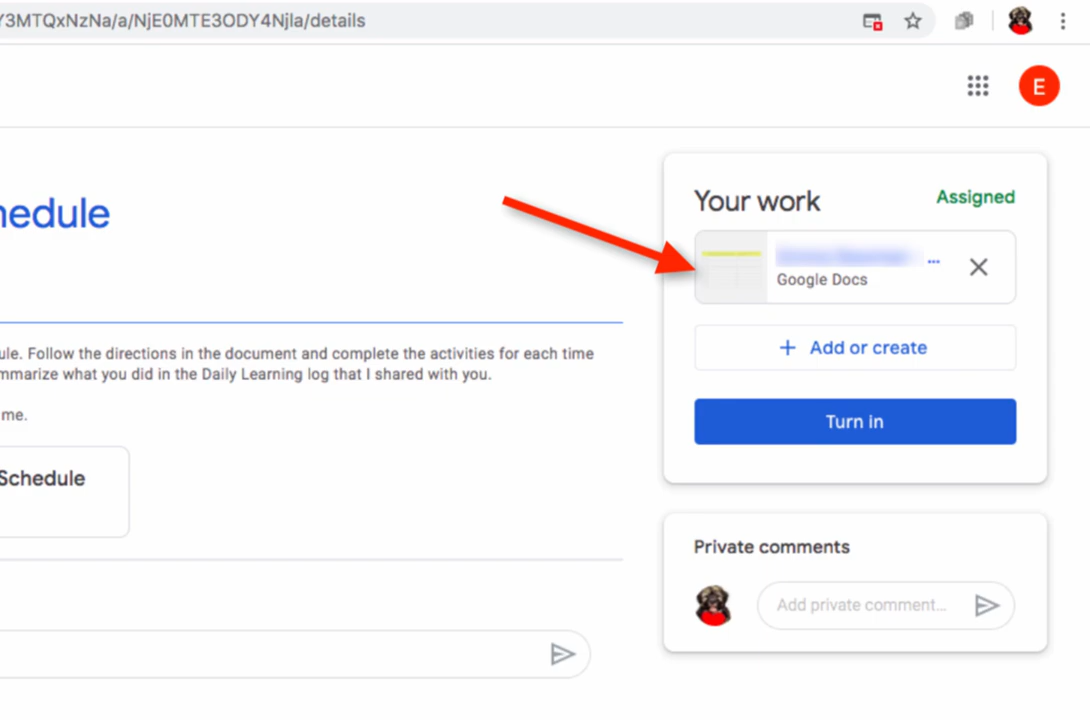 Y3MTQxNzNa/a/NjE0MTE3ODY4Njla/details
E
hedule
Your work
Assigned
...
Google Docs
+ Add or create
Turn in
ule. Follow the directions in the document and complete the activities for each time
mmarize what you did in the Daily Learning log that I shared with you.
me.
Schedule
Private comments
Add private comment...